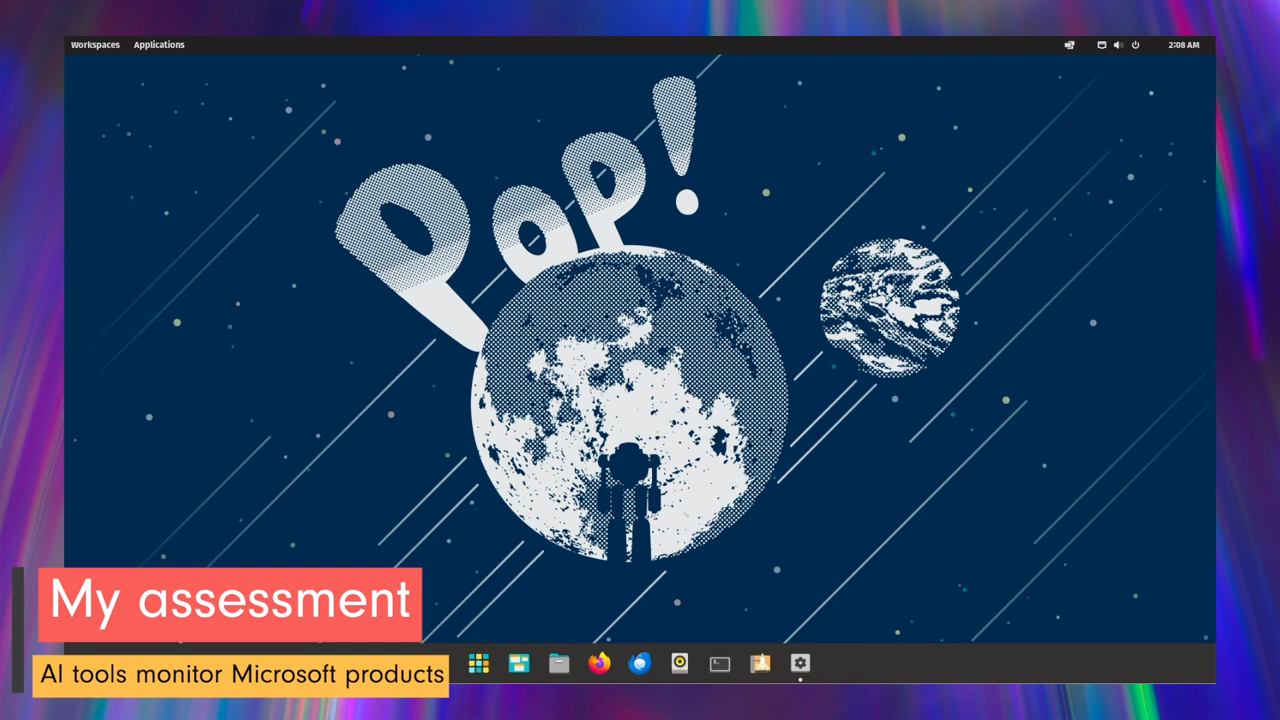 Workspaces Applications 2:08 AM
POP!
My assessment
AI tools monitor Microsoft products